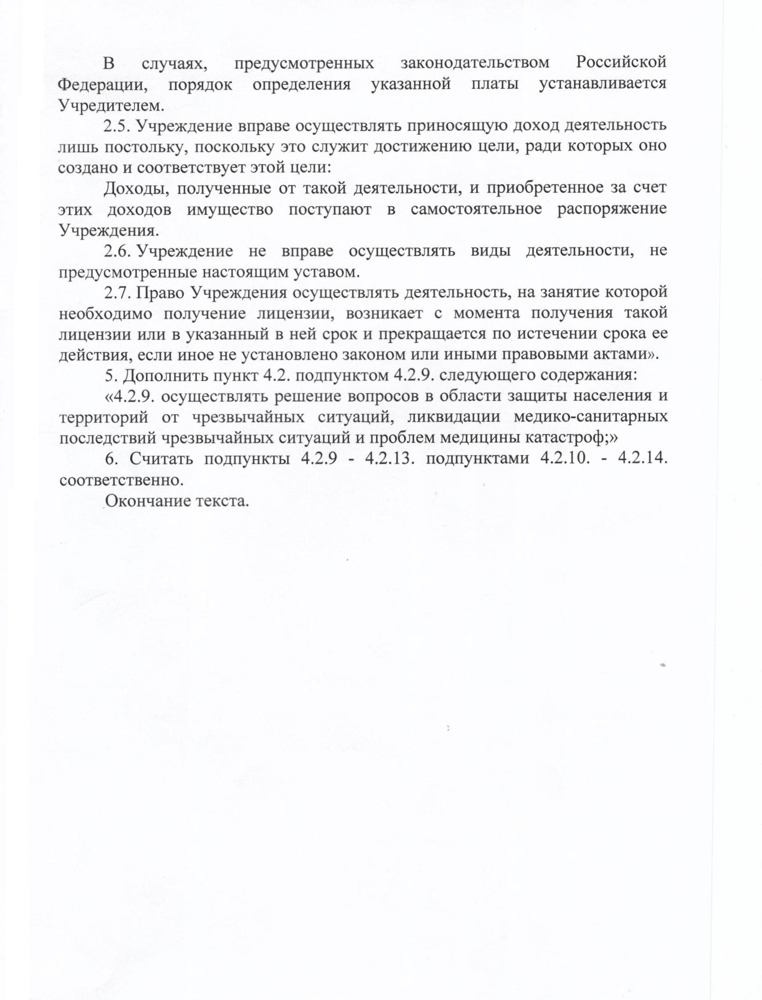 В случаях, предусмотренных законодательством Российской
Федерации, порядок определения указанной платы устанавливается
Учредителем.
2.5. Учреждение вправе осуществлять приносящую доход деятельность
лишь постольку, поскольку это служит достижению цели, ради которых оно
создано и соответствует этой цели:
Доходы, полученные от такой деятельности, и приобретенное за счет
этих доходов имущество поступают в самостоятельное распоряжение
Учреждения.
2.6. Учреждение не вправе осуществлять виды деятельности, не
предусмотренные настоящим уставом.
2.7. Право Учреждения осуществлять деятельность, на занятие которой
необходимо получение лицензии, возникает с момента получения такой
лицензии или в указанный в ней срок и прекращается по истечении срока ее
действия, если иное не установлено законом или иными правовыми актами».
5. Дополнить пункт 4.2. подпунктом 4.2.9. следующего содержания:
«4.2.9. осуществлять решение вопросов в области защиты населения и
территорий от чрезвычайных ситуаций, ликвидации медико-санитарных
последствий чрезвычайных ситуаций и проблем медицины катастроф;»
6. Считать подпункты 4.2.9 - 4.2.13. подпунктами 4.2.10. - 4.2.14.
соответственно.
Окончание текста.